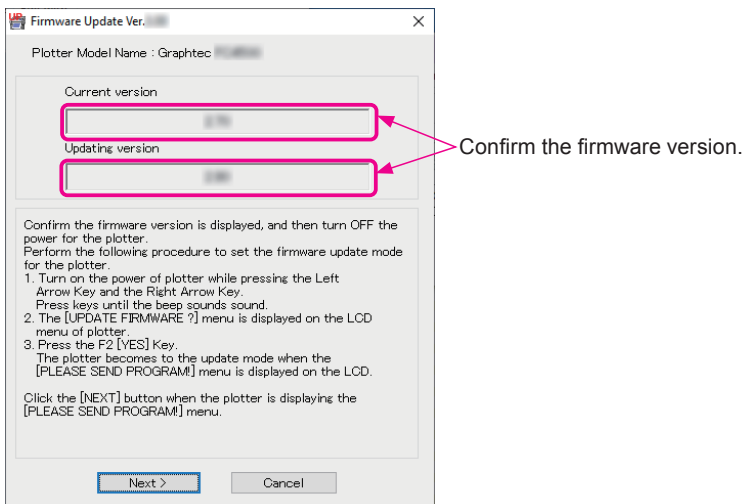 Firmware Update Ver.
Plotter Model Name : Graphtec
Current version
Updating version
Confirm the firmware version.
Confirm the firmware version is displayed, and then turn OFF the
power for the plotter.
Perform the following procedure to set the firmware update mode
for the plotter.
1. Turn on the power of plotter while pressing the Left
Arrow Key and the Right Arrow Key.
Press keys until the beep sounds sound.
2. The [UPDATE FIRMWARE ?] menu is displayed on the LCD
menu of plotter.
3. Press the F2 [YES] Key.
The plotter becomes to the update mode when the
[PLEASE SEND PROGRAM!] menu is displayed on the LCD.
Click the [NEXT] button when the plotter is displaying the
[PLEASE SEND PROGRAM!] menu.
Next >
Cancel